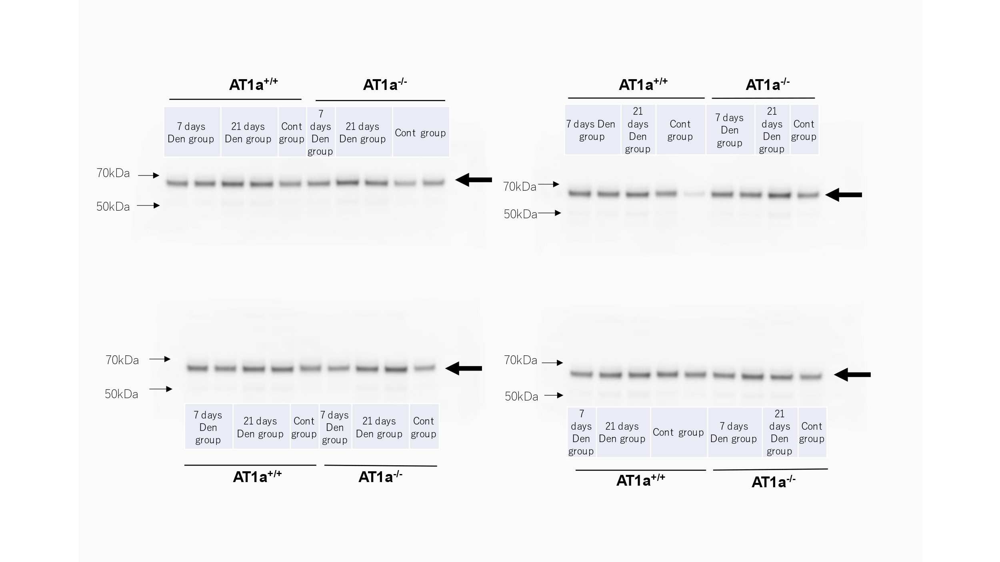 AT1a+/+
AT1a-/-
7 days
Den group
21 days
Den group
Cont
group
7
days
Den
group
21 days
Den group
Cont group
70kDa
50kDa
AT1a+/+
AT1a-/-
7 days Den
group
21
days
Den
group
Cont
group
7 days
Den
group
21
days
Den
group
Cont
group
70kDa
50kDa
70kDa
50kDa
7 days
Den
group
21 days
Den group
Cont
group
7 days
Den
group
21 days
Den group
Cont
group
AT1a+/+
AT1a-/-
70kDa
50kDa
7
days
Den
group
21 days
Den group
Cont group
7 days
Den group
21
days
Den
group
Cont
group
AT1a+/+
AT1a-/-